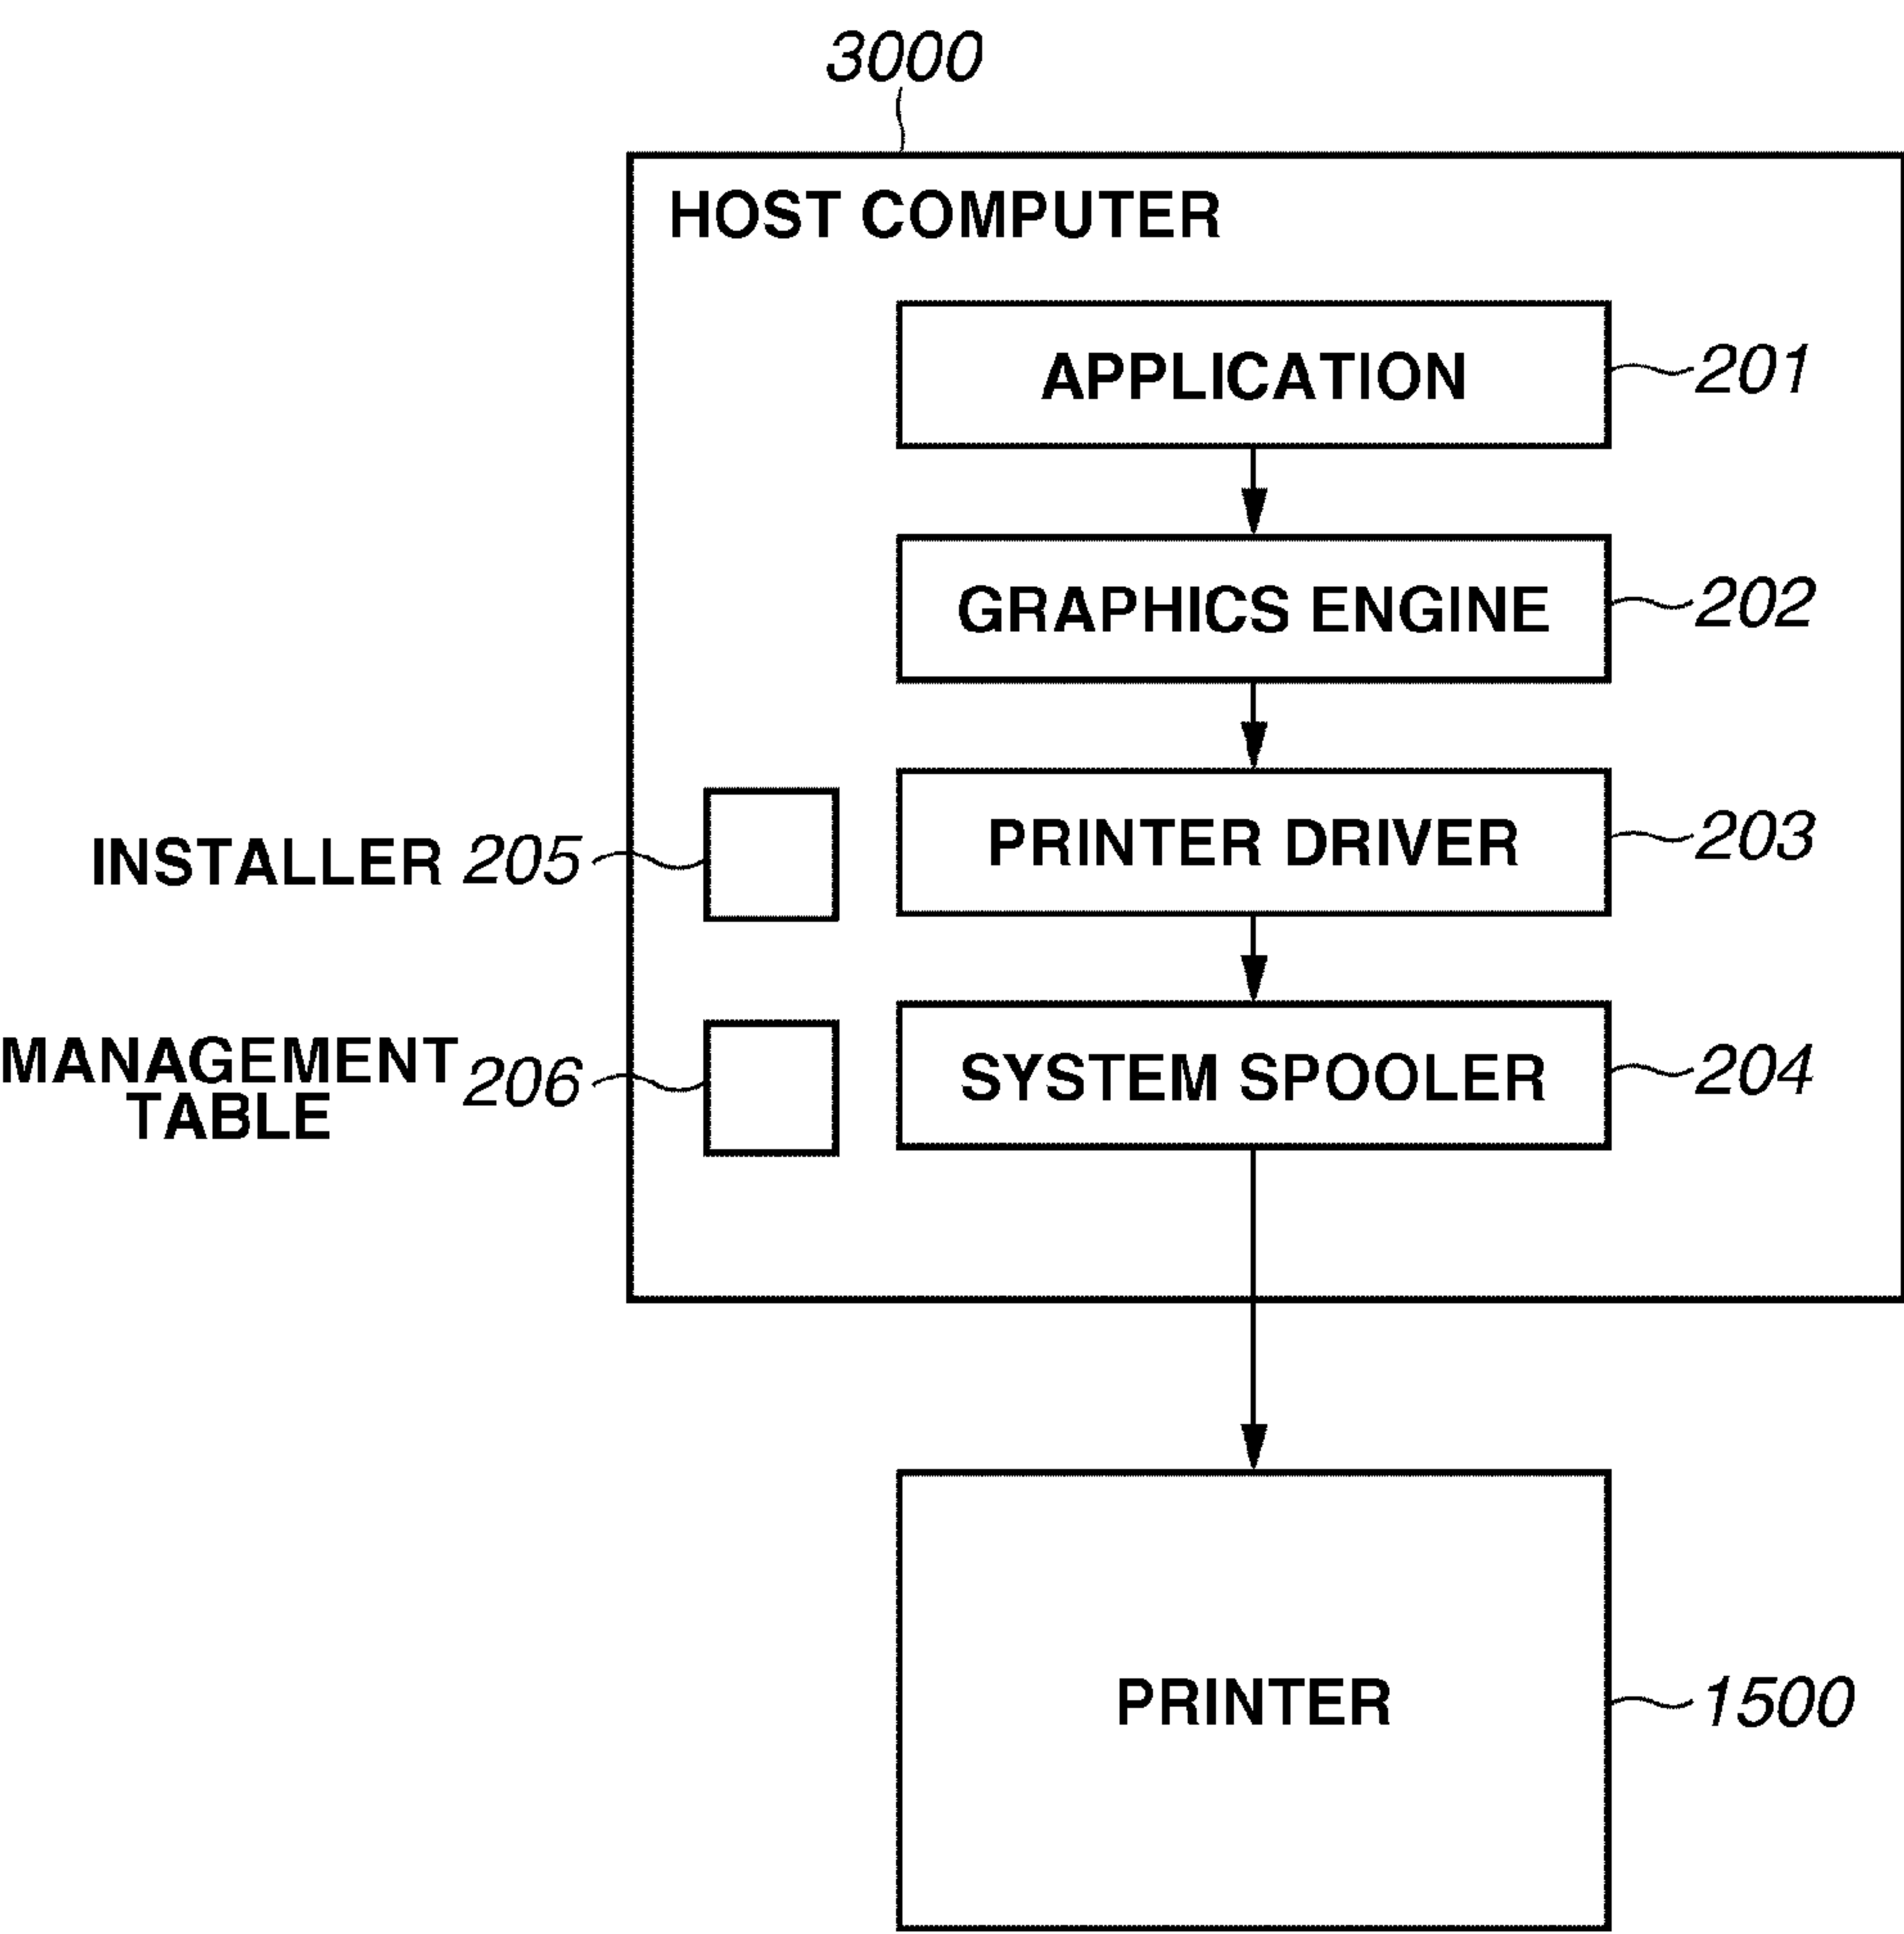 3000
HOST COMPUTER
APPLICATION 201
GRAPHICS ENGINE 202
PRINTER DRIVER 203
INSTALLER 205
SYSTEM SPOOLER 204
MANAGEMENT 206
TABLE
PRINTER 1500